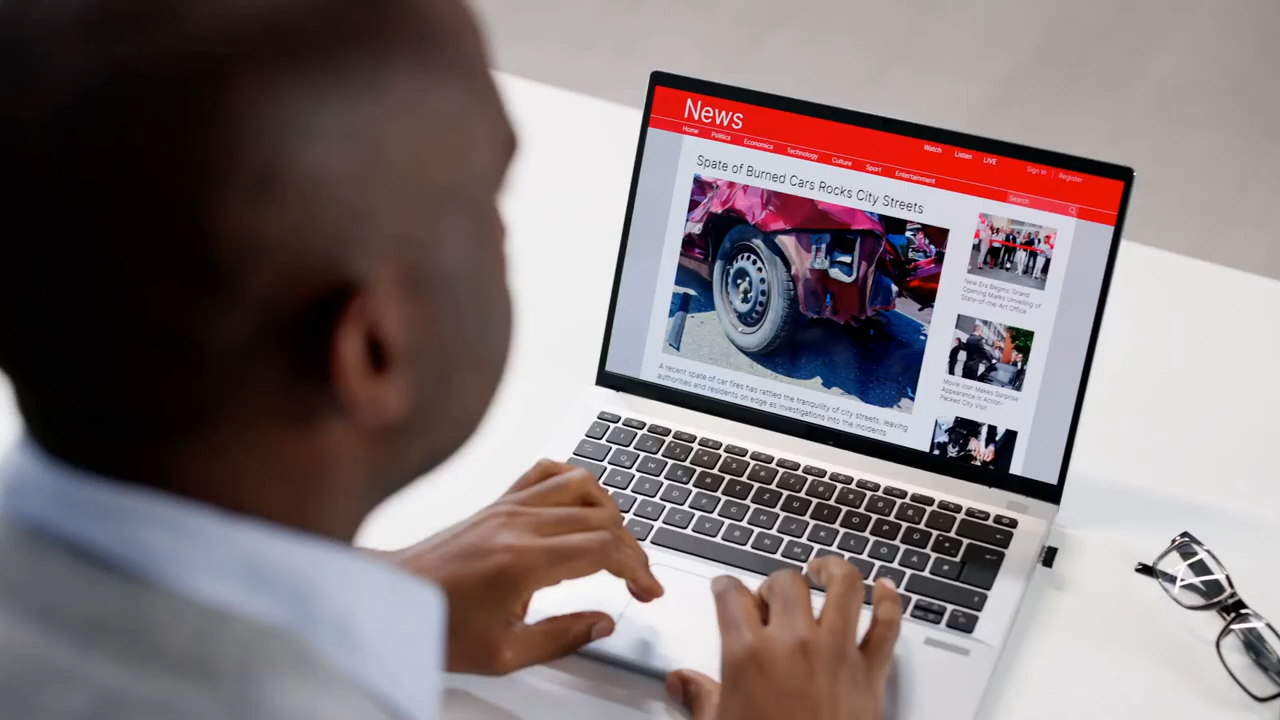 News
Home Politics Economics Technology Culture Sport Entertainment
Watch Listen LIVE
Sign in | Register
Search
Spate of Burned Cars Rocks City Streets
A recent spate of car fires has rattled the tranquility of city streets, leaving
authorities and residents on edge as investigations into the incidents
New Era Begins: Grand
Opening Marks Unveiling of
State-of-the-Art Office
Movie Icon Makes Surprise
Appearance in Action-
Packed City Visit